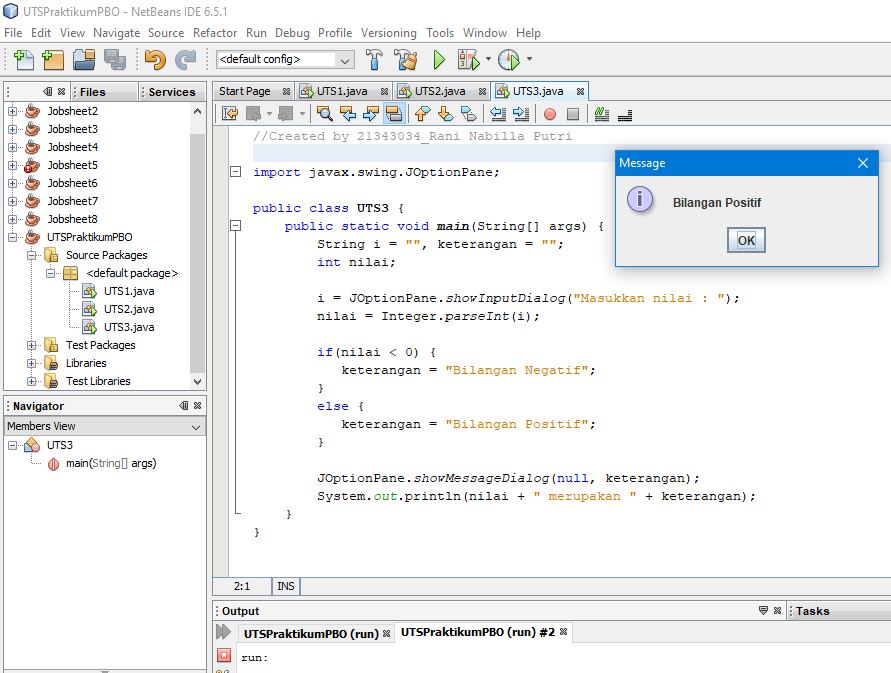 UTSPraktikumPBO - NetBeans IDE 6.5.1
File Edit View Navigate Source Refactor Run Debug Profile Versioning Tools Window Help
<default config>
Files Services
Jobsheet2
Jobsheet3
Jobsheet4
Jobsheet5
Jobsheet6
Jobsheet7
Jobsheet8
UTSPraktikumPBO
Source Packages
<default package>
UTS1.java
UTS2.java
UTS3.java
Test Packages
Libraries
Test Libraries
Navigator
Members View
UTS3
main(String[] args)
Start Page UTS1.java UTS2.java UTS3.java
//Created by 21343034_Rani Nabilla Putri
import javax.swing.JOptionPane;
public class UTS3 {
public static void main(String[] args) {
String i = "", keterangan = "";
int nilai;
i = JOptionPane.showInputDialog("Masukkan nilai : ");
nilai = Integer.parseInt(i);
if(nilai < 0) {
keterangan = "Bilangan Negatif";
}
else {
keterangan = "Bilangan Positif";
}
JOptionPane.showMessageDialog(null, keterangan);
System.out.println(nilai + " merupakan " + keterangan);
}
}
Message
Bilangan Positif
OK
2:1 INS
Output
Tasks
UTSPraktikumPBO (run) UTSPraktikumPBO (run) #2
run: